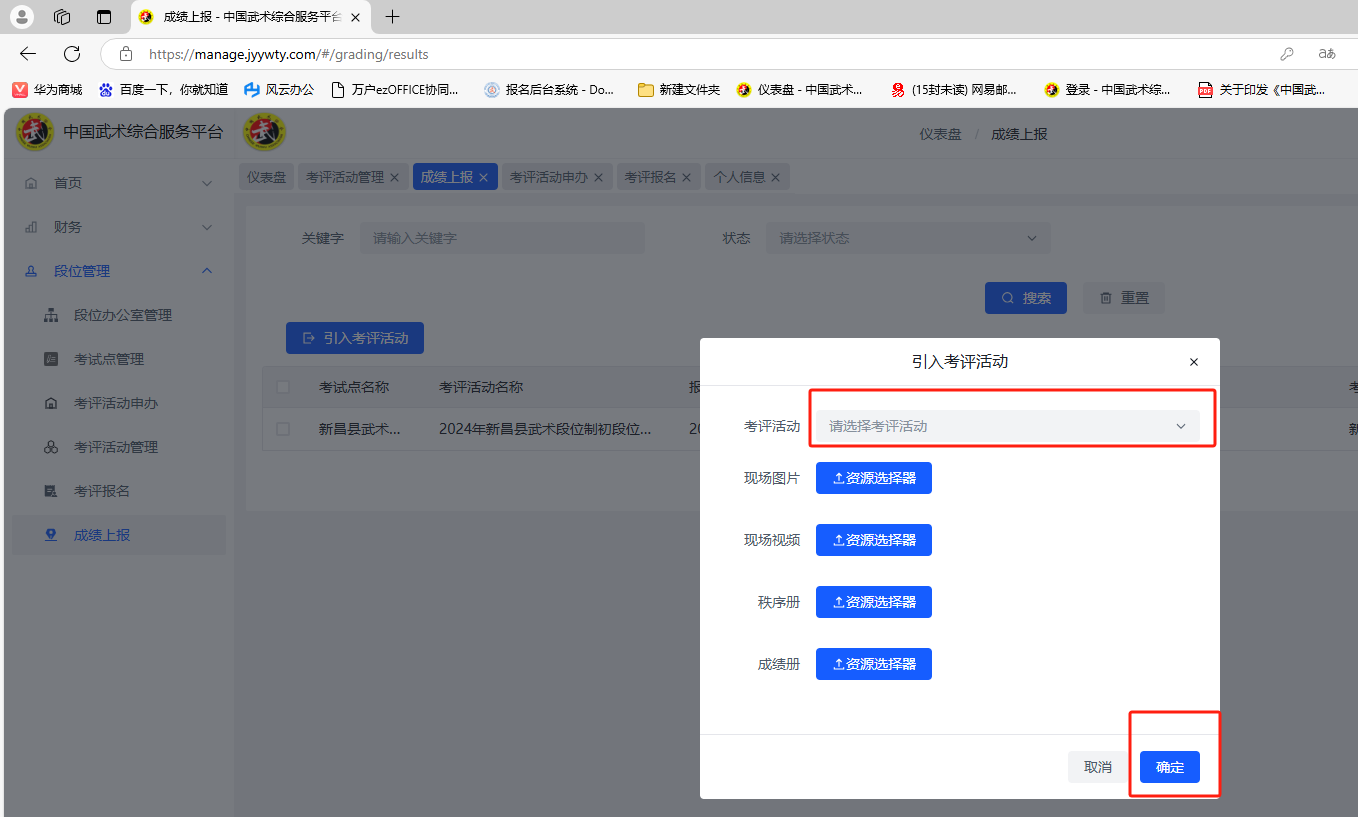 成绩上报 - 中国武术综合服务平台
https://manage.jyywty.com/#/grading/results
华为商城 百度一下，你就知道 风云办公 万户ezOFFICE协同... 报名后台系统 - Do... 新建文件夹 仪表盘 - 中国武术... (15封未读) 网易邮... 登录 - 中国武术综... 关于印发《中国武...
中国武术综合服务平台 仪表盘 / 成绩上报
仪表盘 考评活动管理 成绩上报 考评活动申办 考评报名 个人信息
首页
财务
段位管理
段位办公室管理
考试点管理
考评活动申办
考评活动管理
考评报名
成绩上报
关键字 请输入关键字 状态 请选择状态
搜索 重置
引入考评活动
考试点名称 考评活动名称
新昌县武术... 2024年新昌县武术段位制初段位... 20
引入考评活动
考评活动 请选择考评活动
现场图片 资源选择器
现场视频 资源选择器
秩序册 资源选择器
成绩册 资源选择器
取消 确定